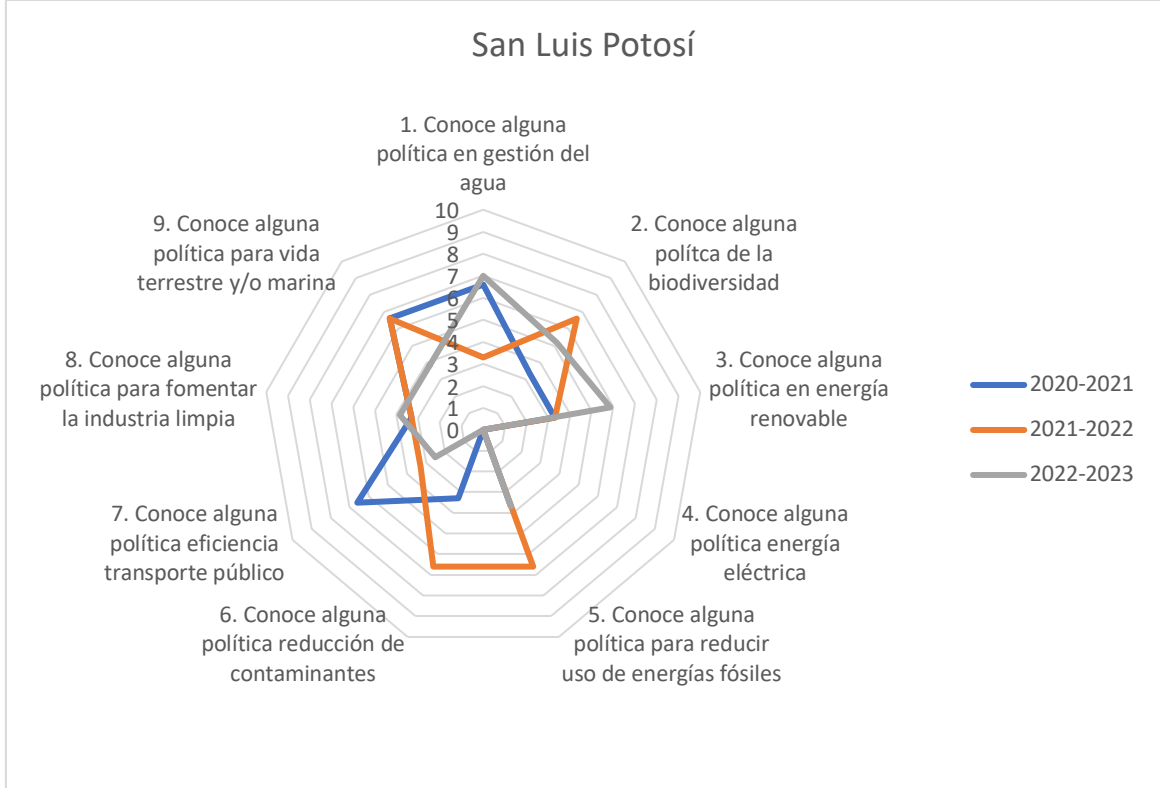 San Luis Potosí
1. Conoce alguna
política en gestión del
agua
2. Conoce alguna
polítca de la
biodiversidad
3. Conoce alguna
política en energía
renovable
4. Conoce alguna
política energía
eléctrica
5. Conoce alguna
política para reducir
uso de energías fósiles
6. Conoce alguna
política reducción de
contaminantes
7. Conoce alguna
política eficiencia
transporte público
8. Conoce alguna
política para fomentar
la industria limpia
9. Conoce alguna
política para vida
terrestre y/o marina
10
9
8
7
6
5
4
3
2
1
0
2020-2021
2021-2022
2022-2023